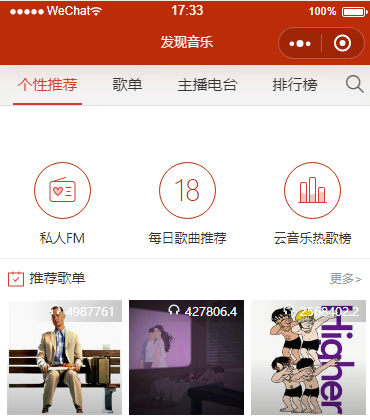 WeChat 17:33 100%
发现音乐
个性推荐 歌单 主播电台 排行榜
18
私人FM 每日歌曲推荐 云音乐热歌榜
推荐歌单 更多>
4987761 427806.4 2368402.2
Higher